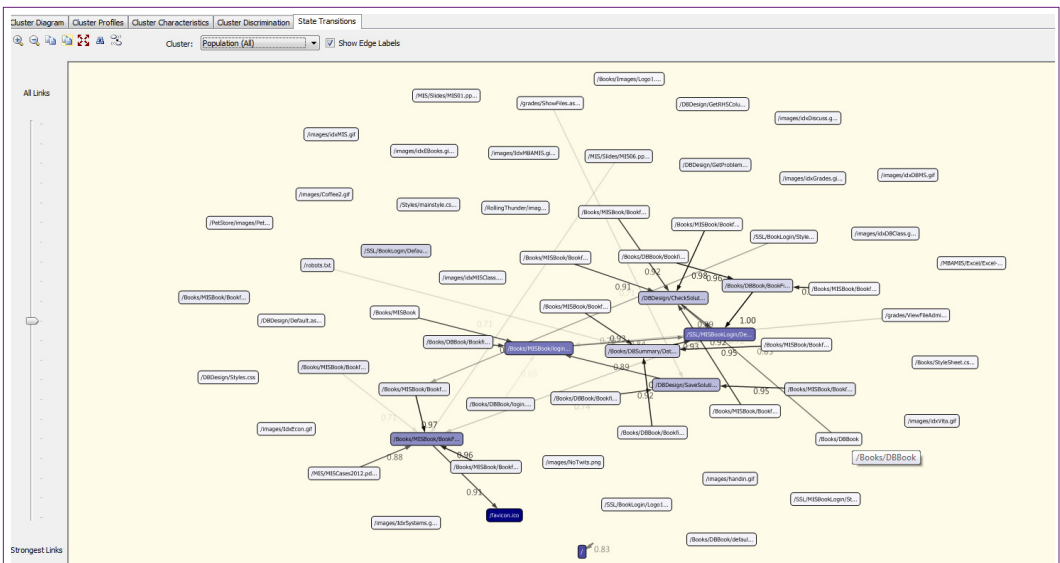 Cluster Diagram Cluster Profiles Cluster Characteristics Cluster Discrimination State Transitions
Cluster: Population (All) Show Edge Labels
All Links
/Books/Images/Logo1....
/MIS/Slides/MIS01.pp...
/grades/ShowFiles.as...
/DBDesign/GetRHSColu...
/images/idxDiscuss.g...
/images/idxMIS.gif
/images/idxEBooks.gi...
/images/IdxMBAMIS.gi...
/MIS/Slides/MIS06.pp...
/DBDesign/GetProblem...
/images/idxGrades.gi...
/images/idxDBMS.gif
/images/Coffee2.gif
/Styles/mainstyle.cs...
/RollingThunder/imag...
/Books/MISBook/Bookf...
/PetStore/images/Pet...
/Books/MISBook/Bookf...
/SSL/BookLogin/Style...
/images/idxDBClass.g...
/SSL/BookLogin/Defau...
/Books/MISBook/Bookf...
/Books/DBBook/Bookfi...
/robots.txt
/images/idxMISClass....
0.92
0.98
0.96
/MBAMIS/Excel/Excel-...
0.91
/Books/DBBook/BookFi...
/Books/MISBook/Bookf...
/Books/MISBook/Bookf...
/DBDesign/CheckSolut...
/Books/MISBook
/Books/MISBook/Bookf...
/DBDesign/Default.as...
0.71
1.00
/grades/ViewFileAdmi...
/SSL/MISBookLogin/De...
/Books/DBBook/Bookfi...
/Books/MISBook/login...
0.93
/Books/DBSummary/Dat...
0.93
0.92
0.95
/Books/MISBook/Bookf...
/Books/MISBook/Bookf...
0.89
/Books/StyleSheet.cs...
/DBDesign/Styles.css
/Books/MISBook/Bookf...
/DBDesign/SaveSoluti...
0.95
/Books/MISBook/Bookf...
/Books/DBBook/login....
/Books/DBBook/Bookfi...
0.92
0.74
/Books/MISBook/Bookf...
/images/IdxEcon.gif
0.97
/Books/MISBook/BookF...
/Books/DBBook/Bookfi...
/Books/DBBook
/images/idxVita.gif
0.88
0.96
/Books/DBBook
/MIS/MISCases2012.pd...
/Books/MISBook/Bookf...
/images/NoTwits.png
/images/handin.gif
0.91
/SSL/BookLogin/Logo1...
/SSL/MISBookLogin/St...
/images/IdxSystems.g...
/favicon.ico
/Books/DBBook/defaul...
Strongest Links
/ 0.83